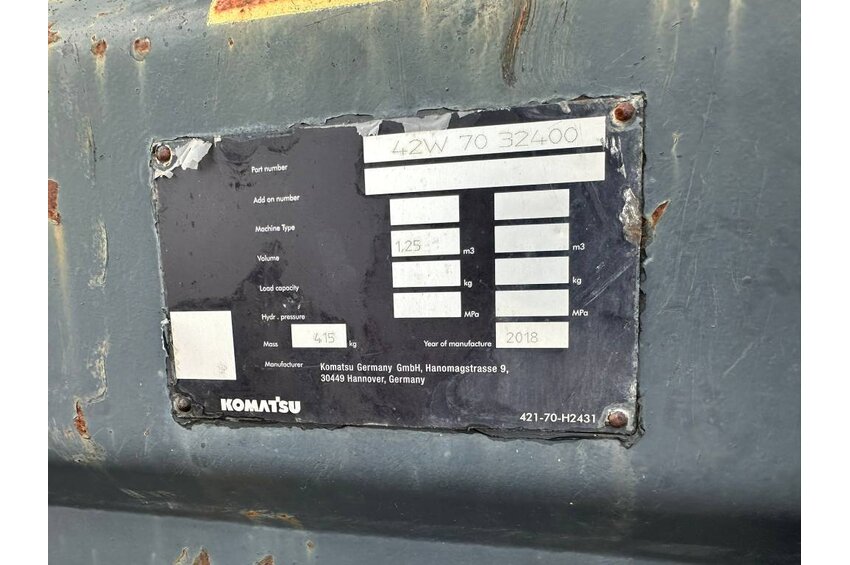 Part number 42W 70 32400
Add on number
Machine Type
Volume 1,25 m3 m3
Load capacity kg kg
Hydr. pressure MPa MPa
Mass 415 kg Year of manufacture 2018
Manufacturer Komatsu Germany GmbH, Hanomagstrasse 9,
30449 Hannover, Germany
KOMATSU 421-70-H2431